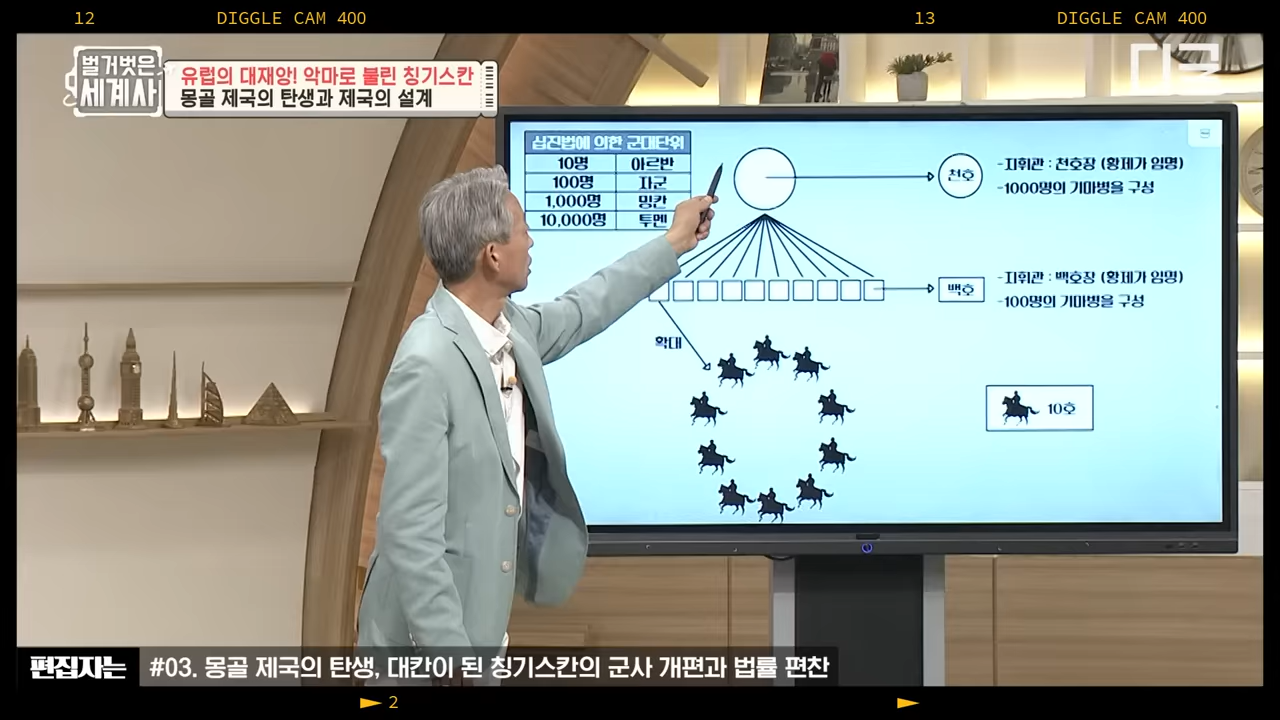 12
DIGGLE CAM 400
13
DIGGLE CAM 400
벌거벗은
세계사
유럽의 대재앙! 악마로 불린 칭기스칸
몽골 제국의 탄생과 제국의 설계
디글
십진법에 의한 군대단위
10명 아르반
100명 자군
1,000명 밍칸
10,000명 투멘
천호
-지휘관 : 천호장 (황제가 임명)
-1000명의 기마병을 구성
백호
-지휘관 : 백호장 (황제가 임명)
-100명의 기마병을 구성
확대
10호
편집자는
#03. 몽골 제국의 탄생, 대칸이 된 칭기스칸의 군사 개편과 법률 편찬
2